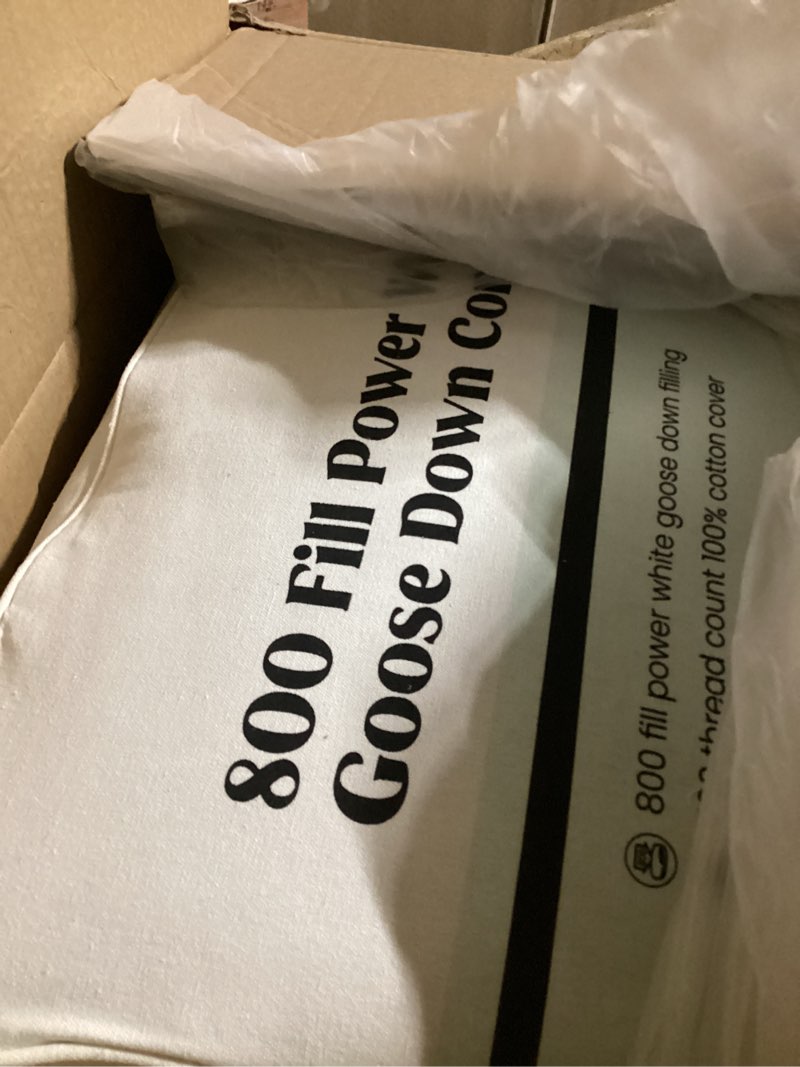 800 Fill Power
Goose Down
800 fill power white goose down filling
thread count 100% cotton cover